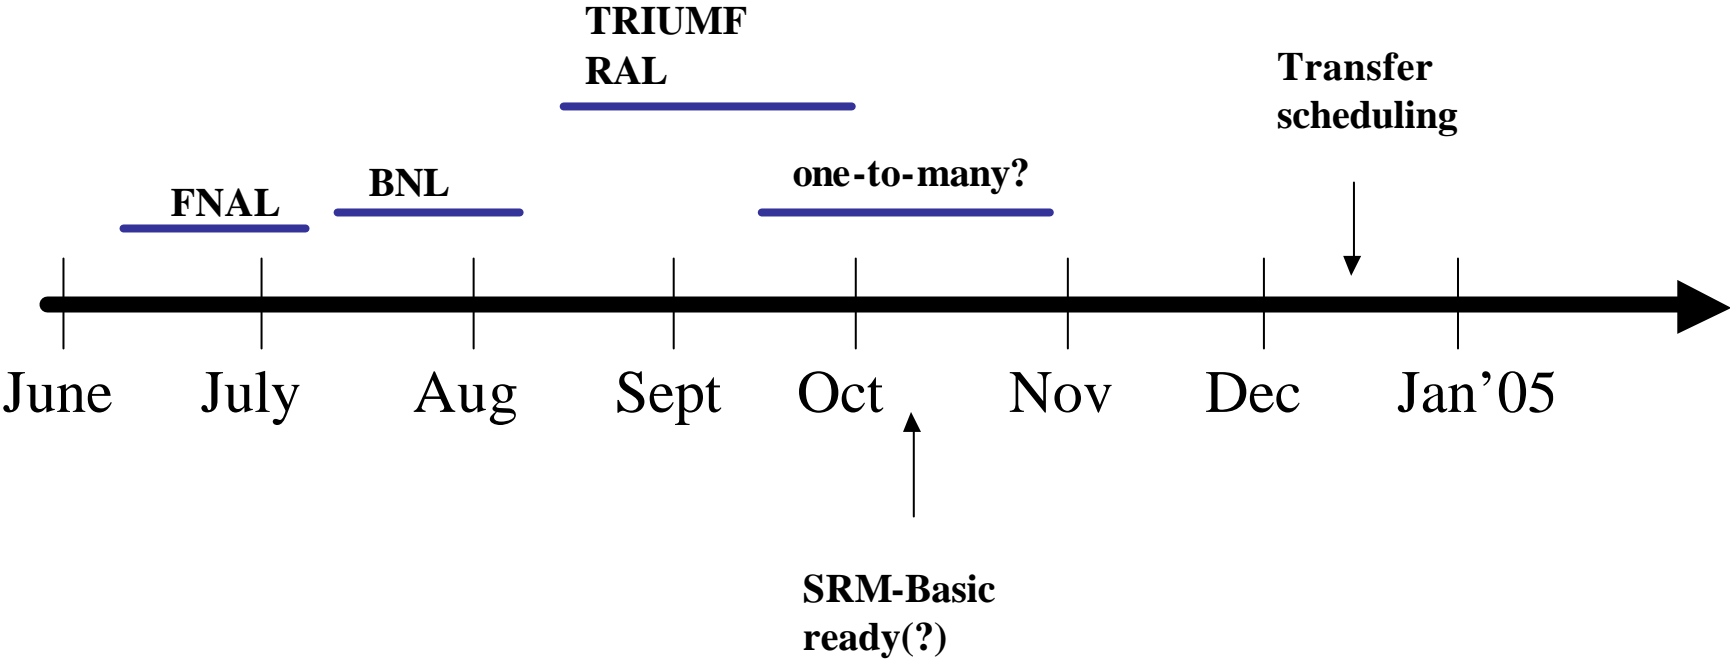 TRIUMF
RAL
Transfer
scheduling
one-to-many?
BNL
FNAL
June July Aug Sept Oct Nov Dec Jan’05
SRM-Basic
ready(?)